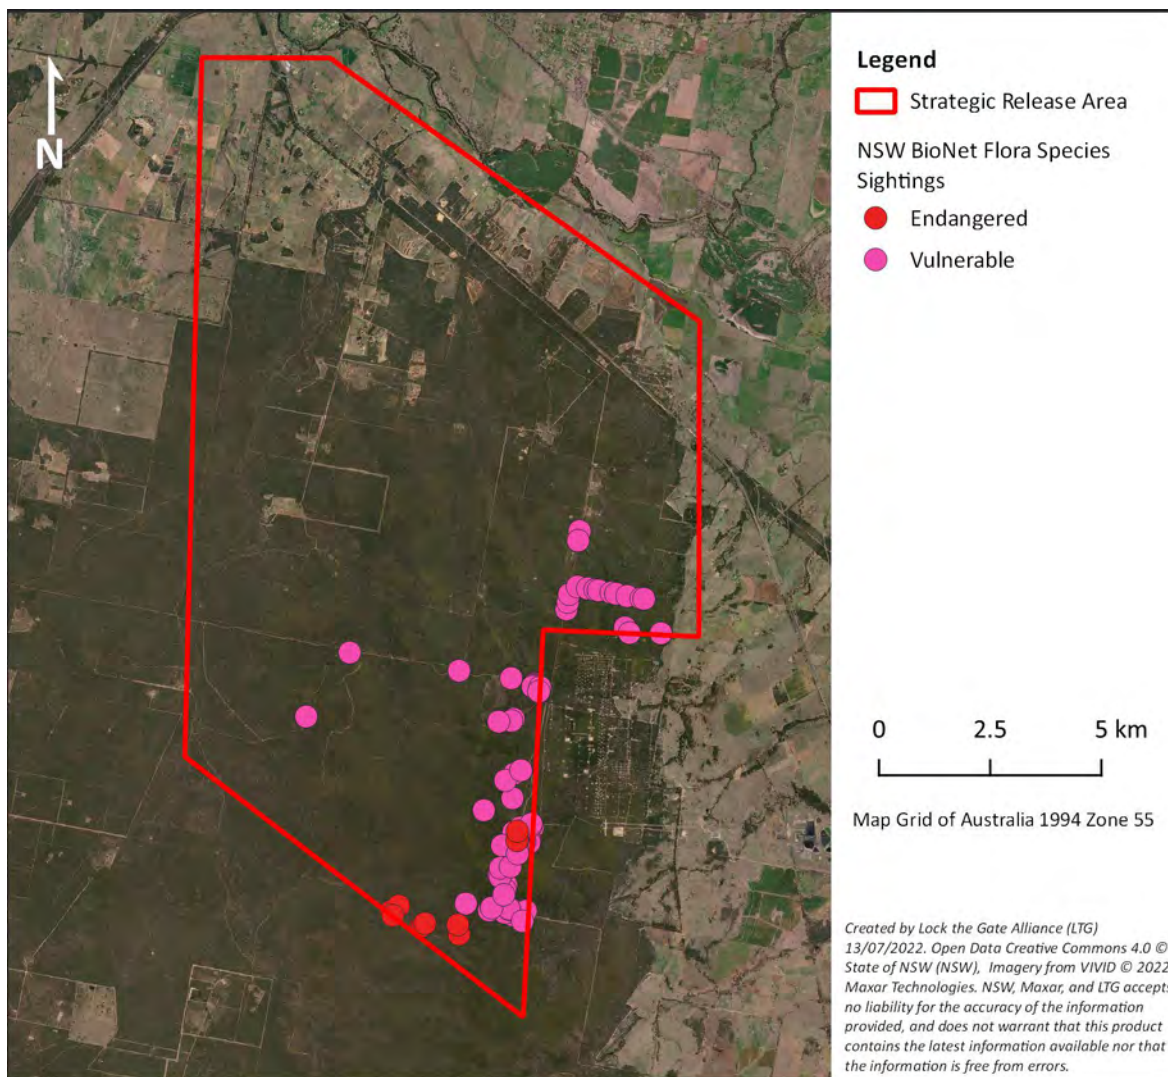 N
Legend
Strategic Release Area
NSW BioNet Flora Species
Sightings
Endangered
Vulnerable
0 2.5 5 km
Map Grid of Australia 1994 Zone 55
Created by Lock the Gate Alliance (LTG)
13/07/2022. Open Data Creative Commons 4.0 ©
State of NSW (NSW), Imagery from VIVID © 2022
Maxar Technologies. NSW, Maxar, and LTG accepts
no liability for the accuracy of the information
provided, and does not warrant that this product
contains the latest information available nor that
the information is free from errors.